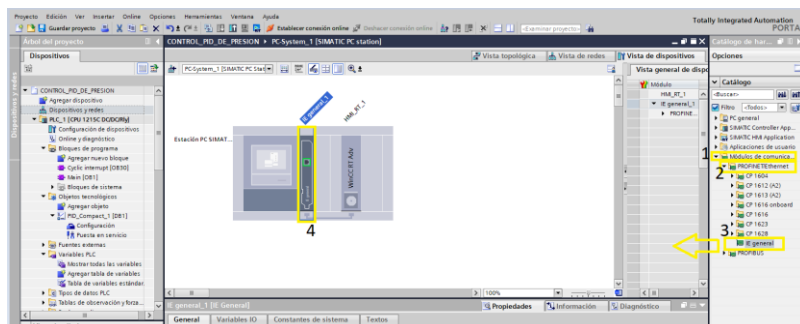 Proyecto Edición Ver Insertar Online Opciones Herramientas Ventana Ayuda
Totally Integrated Automation
PORTA
Guardar proyecto
Establecer conexión online
Deshacer conexión online
<Examinar proyecto>
Árbol del proyecto
CONTROL_PID_DE_PRESION PC-System_1 [SIMATIC PC station]
Catálogo de har...
Dispositivos
Vista topológica
Vista de redes
Vista de dispositivos
Opciones
PC-System_1 [SIMATIC PC Stat
Vista general de dispo
CONTROL_PID_DE_PRESION
Agregar dispositivo
Dispositivos y redes
PLC_1 [CPU 1215C DC/DC/Rly]
Configuración de dispositivos
Online y diagnóstico
Bloques de programa
Agregar nuevo bloque
Cyclic interrupt [OB30]
Main [OB1]
Bloques de sistema
Objetos tecnológicos
Agregar objeto
PID_Compact_1 [DB1]
Configuración
Puesta en servicio
Fuentes externas
Variables PLC
Mostrar todas las variables
Agregar tabla de variables
Tabla de variables estándar
Tipos de datos PLC
Tablas de observación y forza...
Dispositivos y redes
IE general_1
HMI_RT_1
Estación PC SIMAT...
IE general
WinCC RT Adv
4
100%
Módulo
HMI_RT_1
IE general_1
PROFINE...
Catálogo
<Buscar>
Filtro <Todos>
PC general
SIMATIC Controller App...
SIMATIC HMI Application
Aplicaciones de usuario
1
Módulos de comunica...
2
PROFINET/Ethernet
CP 1604
CP 1612 (A2)
CP 1613 (A2)
CP 1616 onboard
CP 1616
CP 1623
3
CP 1628
IE general
PROFIBUS
IE general_1 [IE General]
Propiedades
Información
Diagnóstico
General Variables IO Constantes de sistema Textos